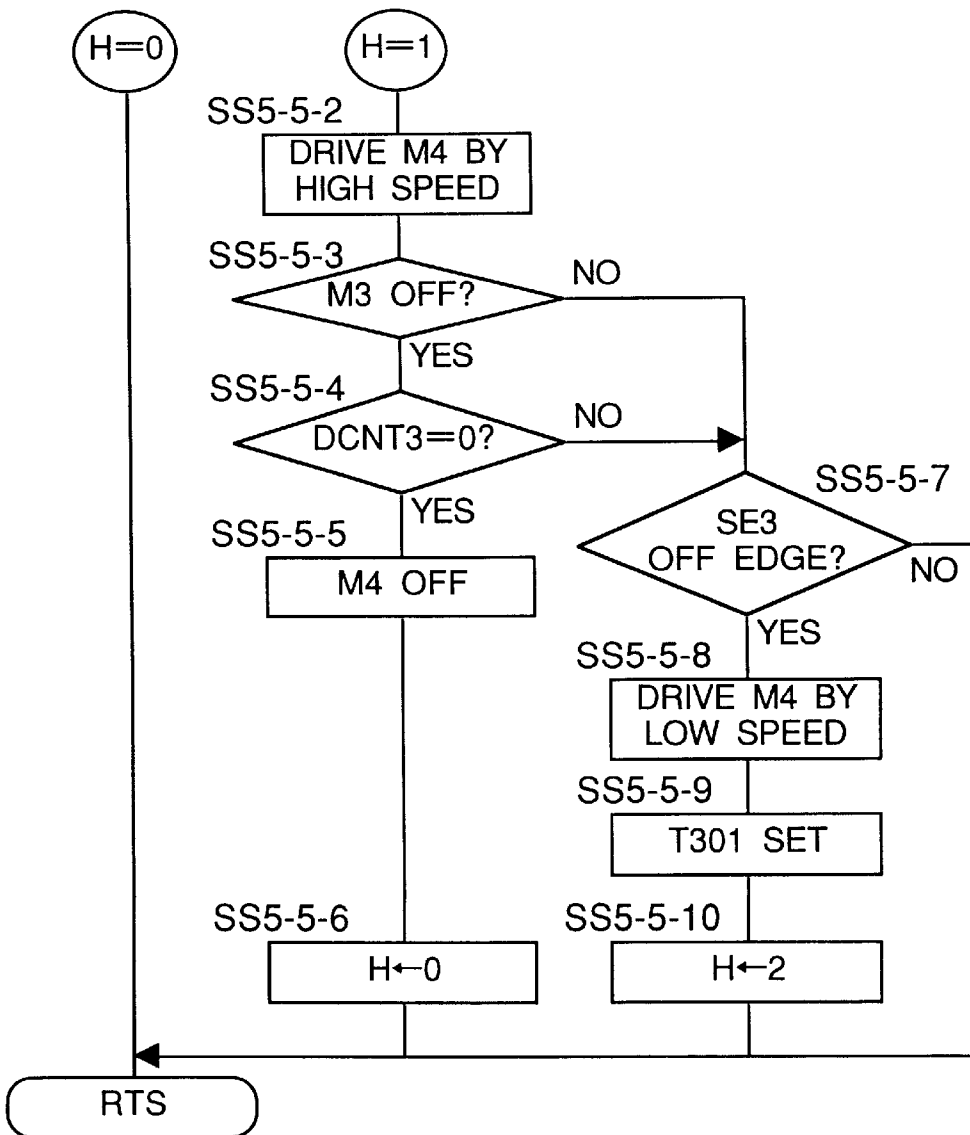 H=0
H=1
SS5-5-2
DRIVE M4 BY
HIGH SPEED
SS5-5-3
M3 OFF?
NO
YES
SS5-5-4
DCNT3=0?
NO
YES
SS5-5-5
M4 OFF
SS5-5-6
H←0
SS5-5-7
SE3
OFF EDGE?
NO
YES
SS5-5-8
DRIVE M4 BY
LOW SPEED
SS5-5-9
T301 SET
SS5-5-10
H←2
RTS